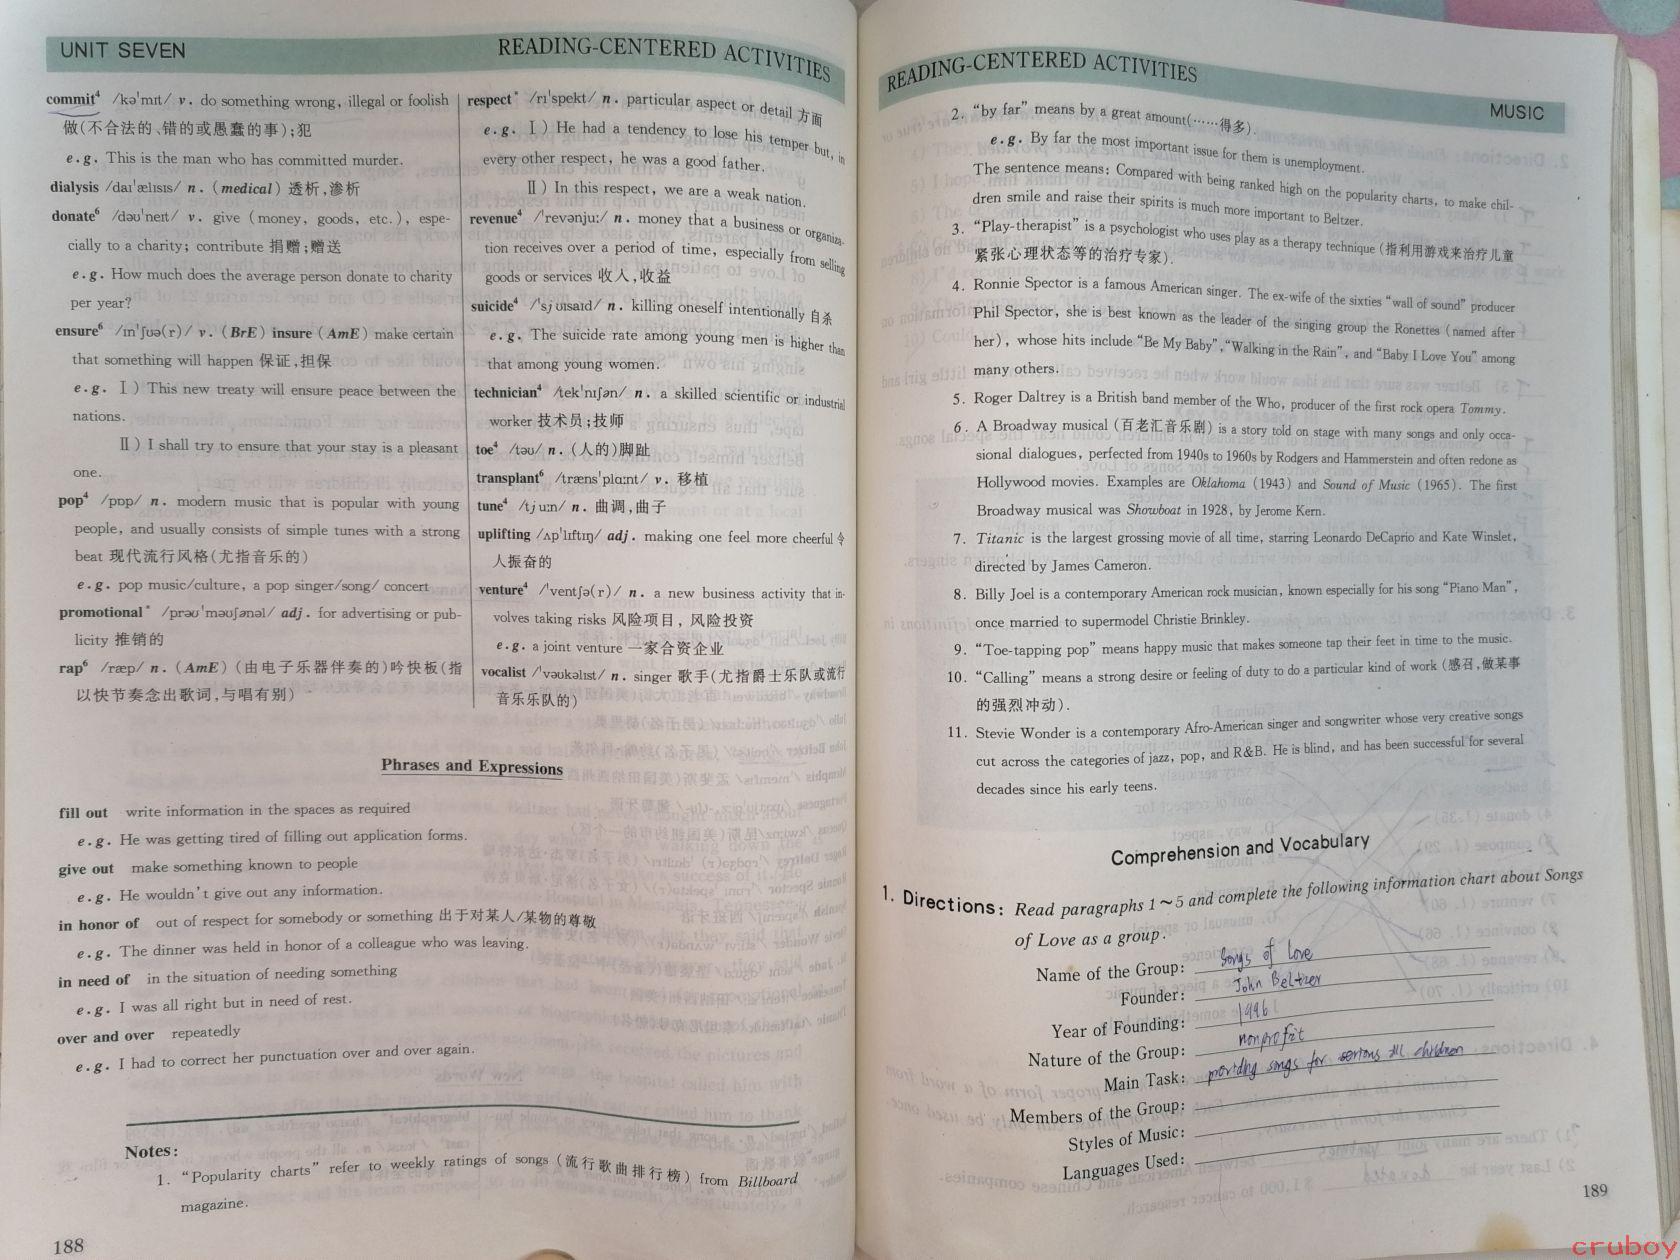 UNIT SEVEN
READING-CENTERED ACTIVITIES
commit⁴ /kə'mɪt/ v. do something wrong, illegal or foolish
做(不合法的、错的或愚蠢的事);犯
e.g. This is the man who has committed murder.
dialysis /daɪ'ælɪsɪs/ n. (medical) 透析,渗析
donate⁶ /dəʊ'neɪt/ v. give (money, goods, etc.), espe-
cially to a charity; contribute 捐赠;赠送
e.g. How much does the average person donate to charity
per year?
ensure⁶ /ɪn'ʃʊə(r)/ v. (BrE) insure (AmE) make certain
that something will happen 保证,担保
e.g. Ⅰ) This new treaty will ensure peace between the
nations.
Ⅱ) I shall try to ensure that your stay is a pleasant
one.
pop⁴ /pɒp/ n. modern music that is popular with young
people, and usually consists of simple tunes with a strong
beat 现代流行风格(尤指音乐的)
e.g. pop music/culture, a pop singer/song/ concert
promotional* /prəʊ'məʊʃənəl/ adj. for advertising or pub-
licity 推销的
rap⁶ /ræp/ n. (AmE) (由电子乐器伴奏的)吟快板(指
以快节奏念出歌词,与唱有别)
respect* /rɪ'spekt/ n. particular aspect or detail 方面
e.g. Ⅰ) He had a tendency to lose his temper but, in
every other respect, he was a good father.
Ⅱ) In this respect, we are a weak nation.
revenue⁴ /'revənju:/ n. money that a business or organiza-
tion receives over a period of time, especially from selling
goods or services 收入,收益
suicide⁴ /'sjuɪsaɪd/ n. killing oneself intentionally 自杀
e.g. The suicide rate among young men is higher than
that among young women.
technician⁴ /tek'nɪʃən/ n. a skilled scientific or industrial
worker 技术员;技师
toe⁴ /təʊ/ n. (人的)脚趾
transplant⁶ /træns'plɑ:nt/ v. 移植
tune⁴ /tju:n/ n. 曲调,曲子
uplifting /ʌp'lɪftɪŋ/ adj. making one feel more cheerful 令
人振奋的
venture⁴ /'ventʃə(r)/ n. a new business activity that in-
volves taking risks 风险项目, 风险投资
e.g. a joint venture 一家合资企业
vocalist /'vəʊkəlɪst/ n. singer 歌手(尤指爵士乐队或流行
音乐乐队的)
Phrases and Expressions
fill out write information in the spaces as required
e.g. He was getting tired of filling out application forms.
give out make something known to people
e.g. He wouldn't give out any information.
in honor of out of respect for somebody or something 出于对某人/某物的尊敬
e.g. The dinner was held in honor of a colleague who was leaving.
in need of in the situation of needing something
e.g. I was all right but in need of rest.
over and over repeatedly
e.g. I had to correct her punctuation over and over again.
Notes:
1. "Popularity charts" refer to weekly ratings of songs (流行歌曲排行榜) from Billboard
magazine.
188
READING-CENTERED ACTIVITIES
MUSIC
2. "by far" means by a great amount(……得多).
e.g. By far the most important issue for them is unemployment.
The sentence means: Compared with being ranked high on the popularity charts, to make chil-
dren smile and raise their spirits is much more important to Beltzer.
3. "Play-therapist" is a psychologist who uses play as a therapy technique (指利用游戏来治疗儿童
紧张心理状态等的治疗专家).
4. Ronnie Spector is a famous American singer. The ex-wife of the sixties "wall of sound" producer
Phil Spector, she is best known as the leader of the singing group the Ronettes (named after
her), whose hits include "Be My Baby","Walking in the Rain", and "Baby I Love You" among
many others.
5. Roger Daltrey is a British band member of the Who, producer of the first rock opera Tommy.
6. A Broadway musical (百老汇音乐剧) is a story told on stage with many songs and only occa-
sional dialogues, perfected from 1940s to 1960s by Rodgers and Hammerstein and often redone as
Hollywood movies. Examples are Oklahoma (1943) and Sound of Music (1965). The first
Broadway musical was Showboat in 1928, by Jerome Kern.
7. Titanic is the largest grossing movie of all time, starring Leonardo DeCaprio and Kate Winslet,
directed by James Cameron.
8. Billy Joel is a contemporary American rock musician, known especially for his song "Piano Man",
once married to supermodel Christie Brinkley.
9. "Toe-tapping pop" means happy music that makes someone tap their feet in time to the music.
10. "Calling" means a strong desire or feeling of duty to do a particular kind of work (感召,做某事
的强烈冲动).
11. Stevie Wonder is a contemporary Afro-American singer and songwriter whose very creative songs
cut across the categories of jazz, pop, and R&B. He is blind, and has been successful for several
decades since his early teens.
Comprehension and Vocabulary
1. Directions: Read paragraphs 1～5 and complete the following information chart about Songs
of Love as a group.
Name of the Group: Songs of Love
Founder: John Beltzer
Year of Founding: 1996
Nature of the Group: nonprofit
Main Task: songs for ill children
Members of the Group:
Styles of Music:
Languages Used:
189
cruboy